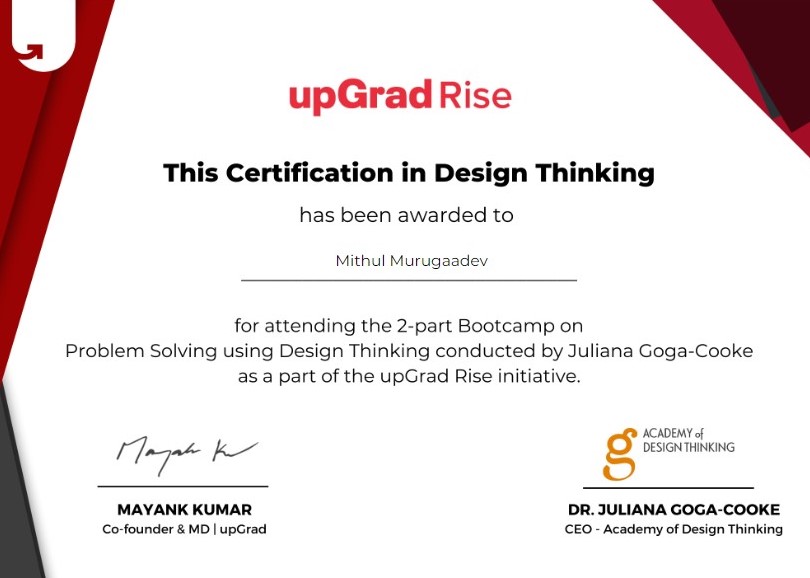 upGrad Rise
This Certification in Design Thinking
has been awarded to
Mithul Murugaadev
for attending the 2-part Bootcamp on
Problem Solving using Design Thinking conducted by Juliana Goga-Cooke
as a part of the upGrad Rise initiative.
Mayank Ku
g ACADEMY of
DESIGN THINKING
MAYANK KUMAR
Co-founder & MD | upGrad
DR. JULIANA GOGA-COOKE
CEO - Academy of Design Thinking